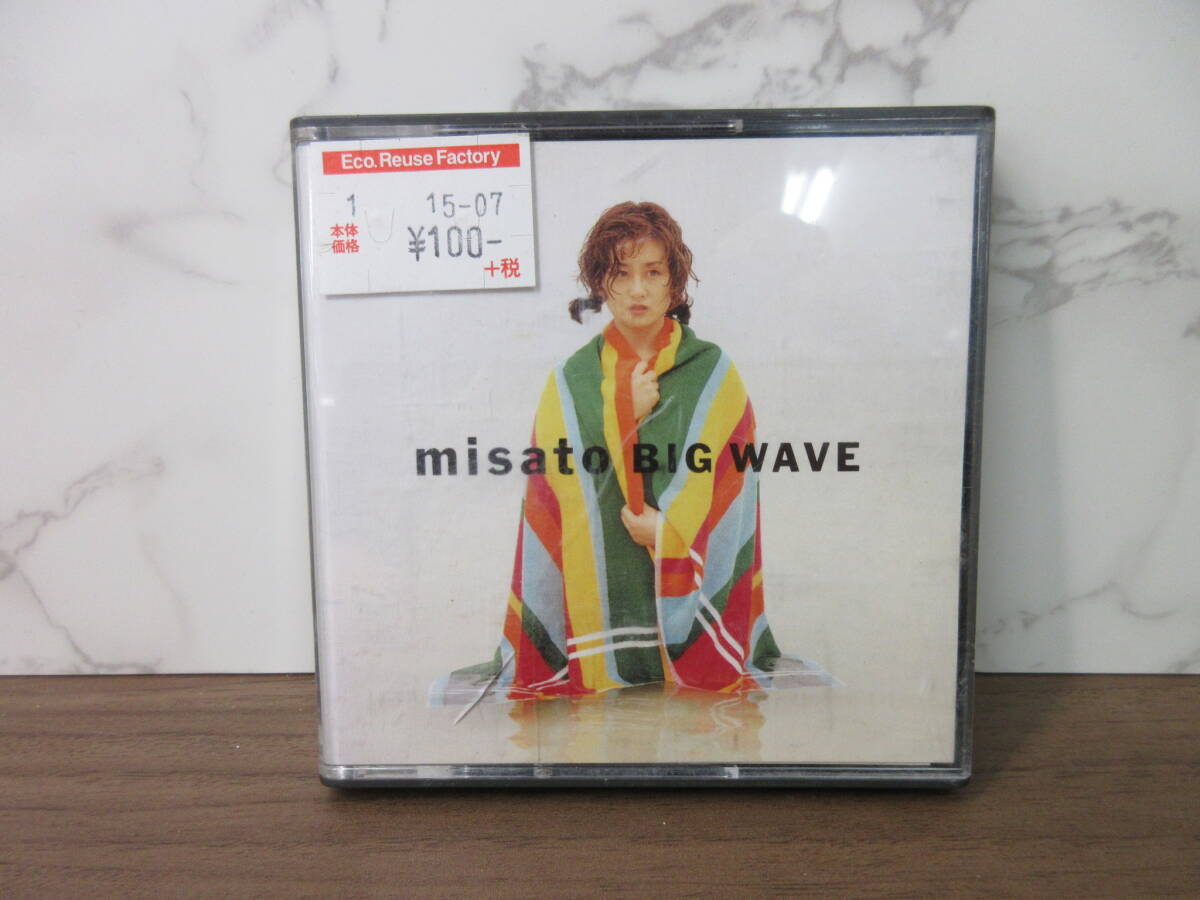 Eco.Reuse Factory
1 15-07
本体
価格
¥100-
+税
misato BIG WAVE